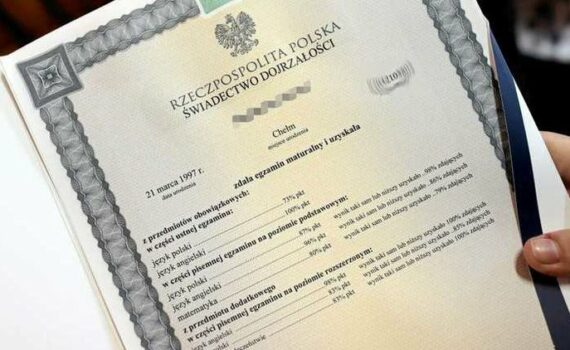 RZECZPOSPOLITA POLSKA
ŚWIADECTWO DOJRZAŁOŚCI
(210)
Chełm
miejsce urodzenia
21 marca 1997 r.
data urodzenia
zdała egzamin maturalny i uzyskała
z przedmiotów obowiązkowych:
w części ustnej egzaminu:
język polski 73% pkt
język angielski 100% pkt
w części pisemnej egzaminu na poziomie podstawowym:
język polski 87% pkt wynik taki sam lub niższy uzyskało 98% zdających
język angielski 96% pkt wynik taki sam lub niższy uzyskało 86% zdających
matematyka 80% pkt wynik taki sam lub niższy uzyskało 79% zdających
z przedmiotu dodatkowego
w części pisemnej egzaminu na poziomie rozszerzonym:
język polski 98% pkt wynik taki sam lub niższy uzyskało 100% zdających
język angielski 83% pkt wynik taki sam lub niższy uzyskało 83% zdających
83% pkt wynik taki sam lub niższy uzyskało 100% zdających